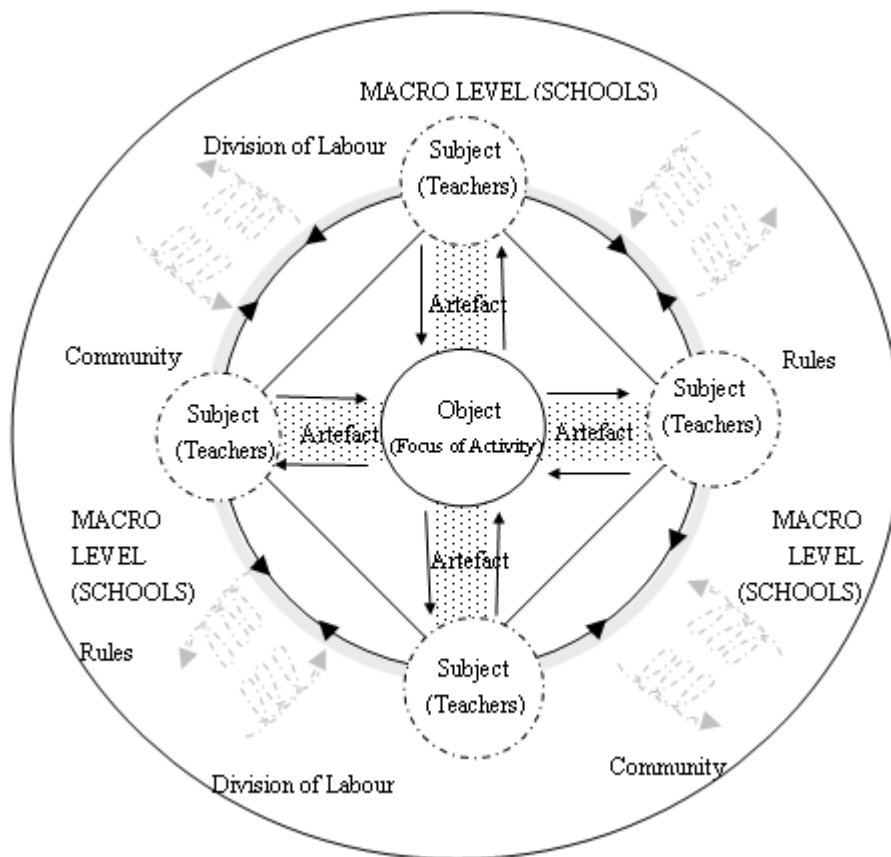 MACRO LEVEL (SCHOOLS)
Division of Labour
Subject
(Teachers)
Artefact
Community
Rules
Subject
(Teachers)
Artefact
Object
(Focus of Activity)
Artefact
Subject
(Teachers)
MACRO
LEVEL
(SCHOOLS)
MACRO
LEVEL
(SCHOOLS)
Artefact
Rules
Subject
(Teachers)
Division of Labour
Community